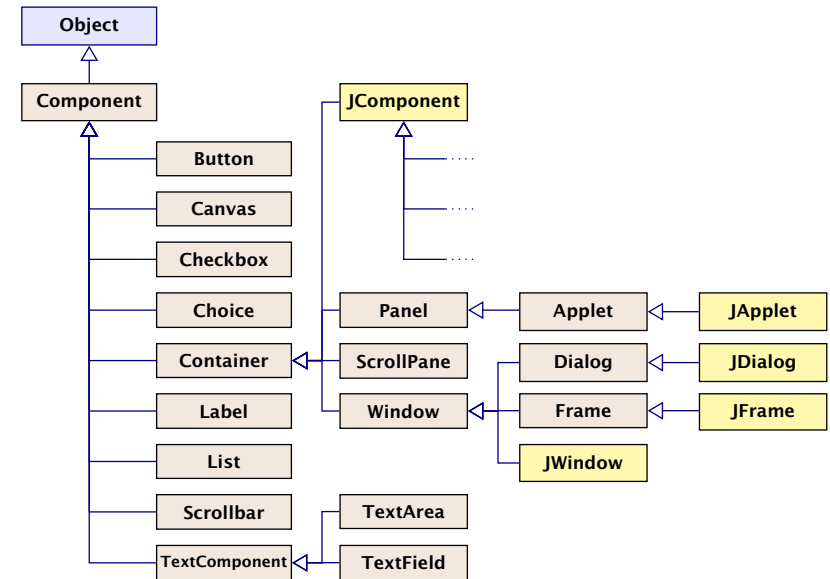 Object
Component
JComponent
Button
.....
Canvas
.....
Checkbox
.....
Choice
Panel
Applet
JApplet
Container
ScrollPane
Dialog
JDialog
Label
Window
Frame
JFrame
List
JWindow
Scrollbar
TextArea
TextComponent
TextField